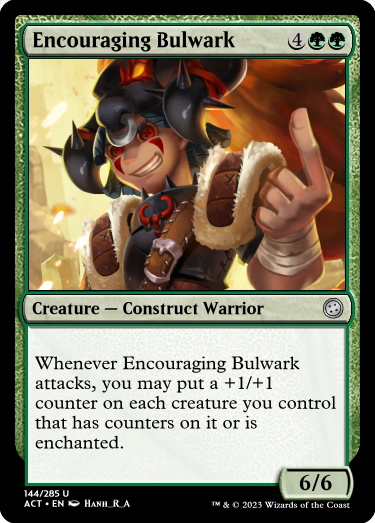 Encouraging Bulwark 4
Creature — Construct Warrior
Whenever Encouraging Bulwark
attacks, you may put a +1/+1
counter on each creature you control
that has counters on it or is
enchanted.
6/6
144/285 U
ACT • EN HANH_R_A
™ & © 2023 Wizards of the Coast